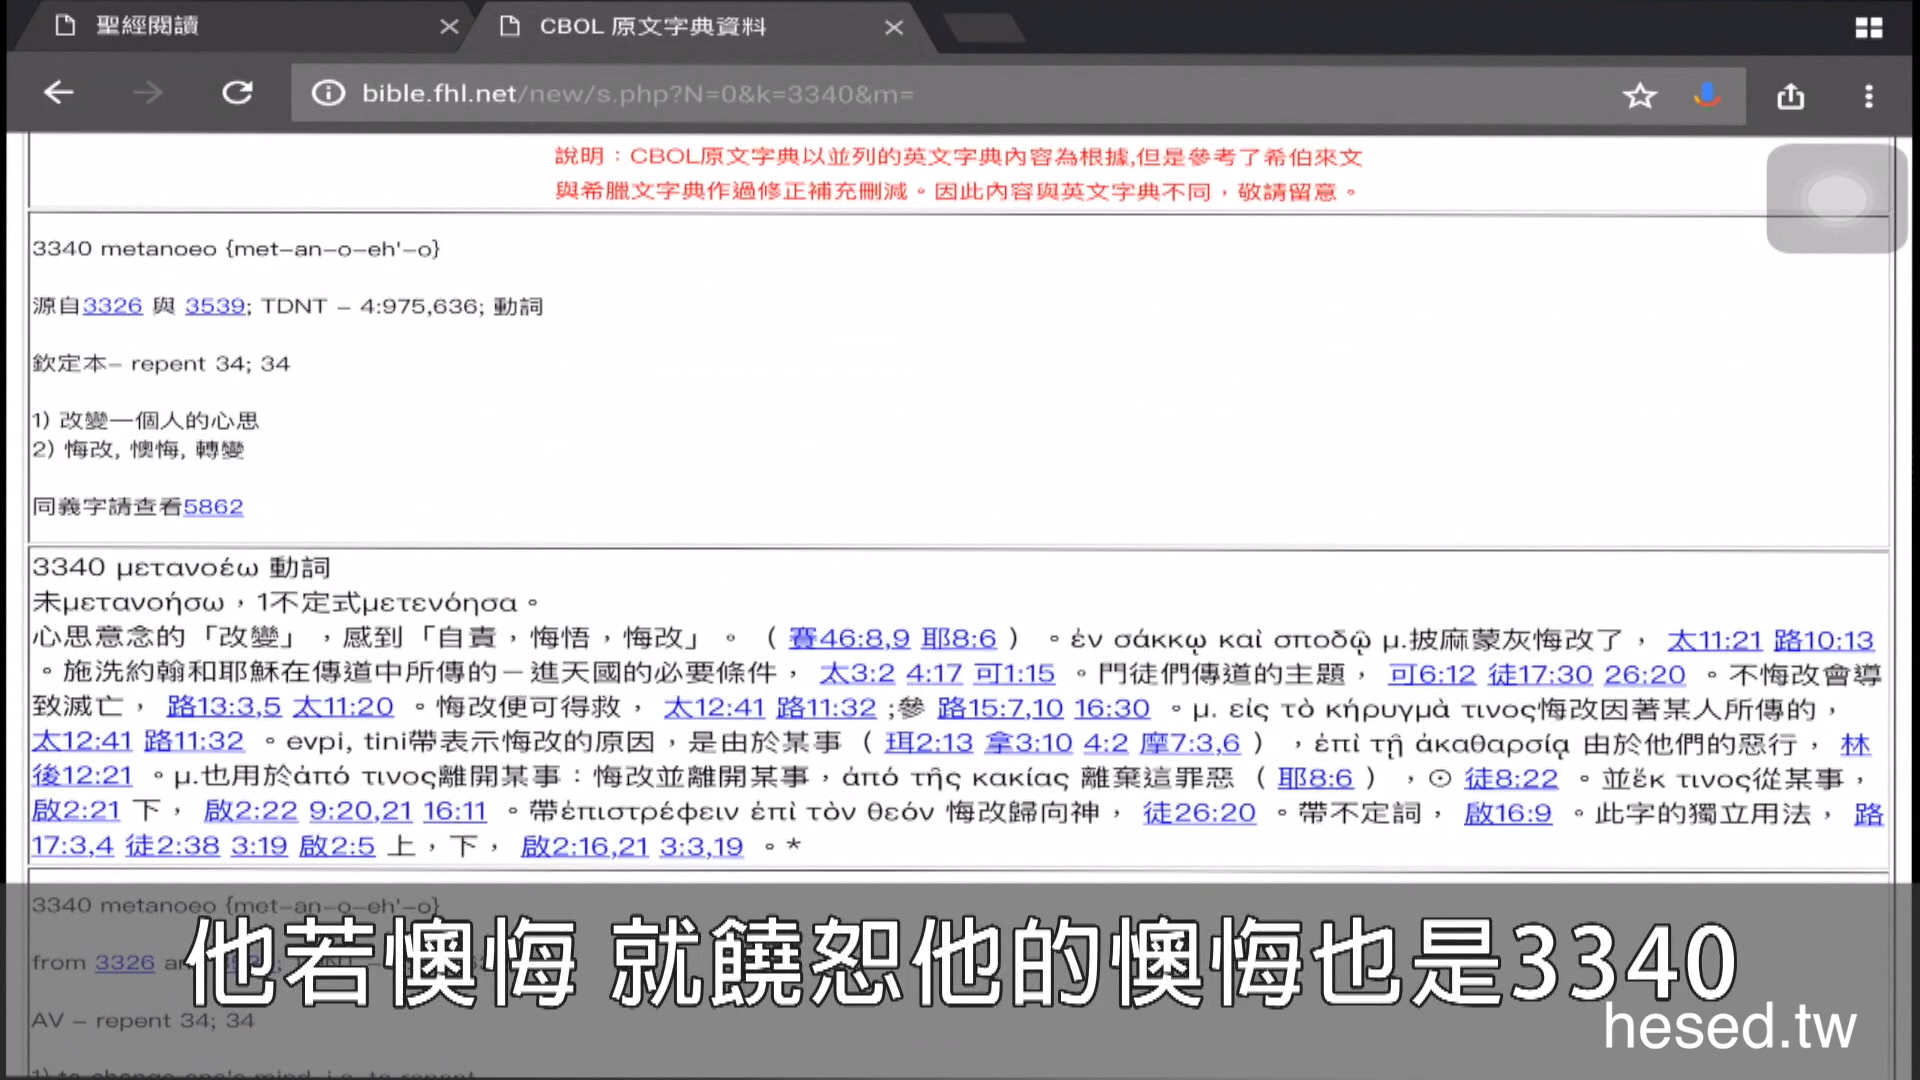 聖經閱讀
CBOL 原文字典資料
bible.fhl.net/new/s.php?N=0&k=3340&m=
說明：CBOL原文字典以並列的英文字典內容為根據,但是參考了希伯來文
與希臘文字典作過修正補充刪減。因此內容與英文字典不同，敬請留意。
3340 metanoeo {met-an-o-eh'-o}
源自3326 與 3539; TDNT - 4:975,636; 動詞
欽定本- repent 34; 34
1) 改變一個人的心思
2) 悔改, 懊悔, 轉變
同義字請查看5862
3340 μετανοέω 動詞
未μετανοήσω，1不定式μετενόησα。
心思意念的「改變」，感到「自責，悔悟，悔改」。（賽46:8,9 耶8:6）。ἐν σάκκῳ καὶ σποδῷ μ.披麻蒙灰悔改了， 太11:21 路10:13
。施洗約翰和耶穌在傳道中所傳的－進天國的必要條件， 太3:2 4:17 可1:15 。門徒們傳道的主題， 可6:12 徒17:30 26:20 。不悔改會導
致滅亡， 路13:3,5 太11:20 。悔改便可得救， 太12:41 路11:32 ;參 路15:7,10 16:30 。μ. εἰς τὸ κήρυγμὰ τινος悔改因著某人所傳的，
太12:41 路11:32 。evpi, tini帶表示悔改的原因，是由於某事（ 珥2:13 拿3:10 4:2 摩7:3,6 ），ἐπὶ τῇ ἀκαθαρσίᾳ 由於他們的惡行， 林
後12:21 。μ.也用於ἀπό τινος離開某事：悔改並離開某事，ἀπό τῆς κακίας 離棄這罪惡（ 耶8:6 ），⊙ 徒8:22 。並ἔκ τινος從某事，
啟2:21 下， 啟2:22 9:20,21 16:11 。帶ἐπιστρέφειν ἐπὶ τὸν θεόν 悔改歸向神， 徒26:20 。帶不定詞， 啟16:9 。此字的獨立用法， 路
17:3,4 徒2:38 3:19 啟2:5 上，下， 啟2:16,21 3:3,19 。*
3340 metanoeo {met-an-o-eh'-o}
他若懊悔 就饒恕他的懊悔也是3340
from 3326
hesed.tw
AV - repent 34; 34
1) to change one's mind, i.e. to repent